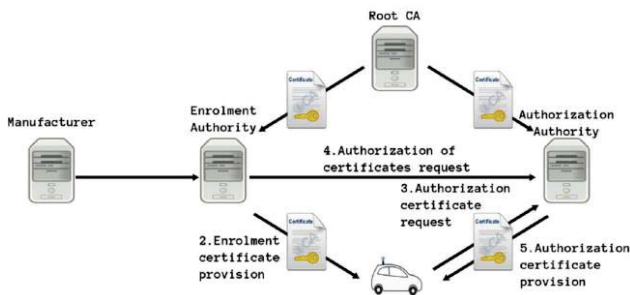 Root CA
Certificate
Certificate
Manufacturer
Enrolment
Authority
Authorization
Authority
4.Authorization of
certificates request
3.Authorization
certificate
request
2.Enrolment
certificate
provision
Certificate
Certificate
5.Authorization
certificate
provision